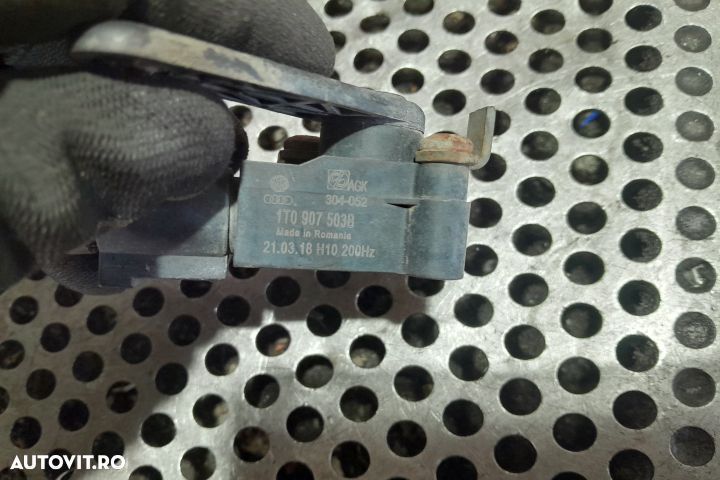 AGK
304-052
1T0 907 503B
Made in Romania
21.03.18 H10 200Hz
AUTOVIT.RO